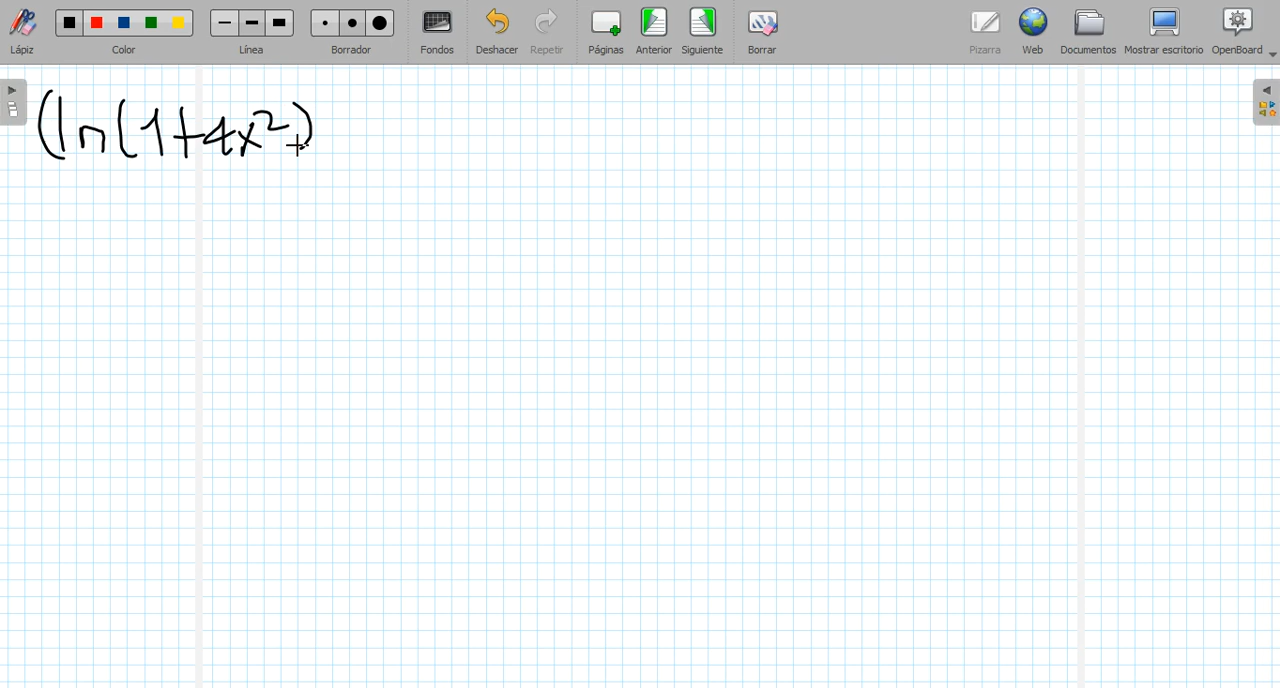 Lápiz Color Línea Borrador Fondos Deshacer Repetir Páginas Anterior Siguiente Borrar Pizarra Web Documentos Mostrar escritorio OpenBoard
(ln(1+4x²)